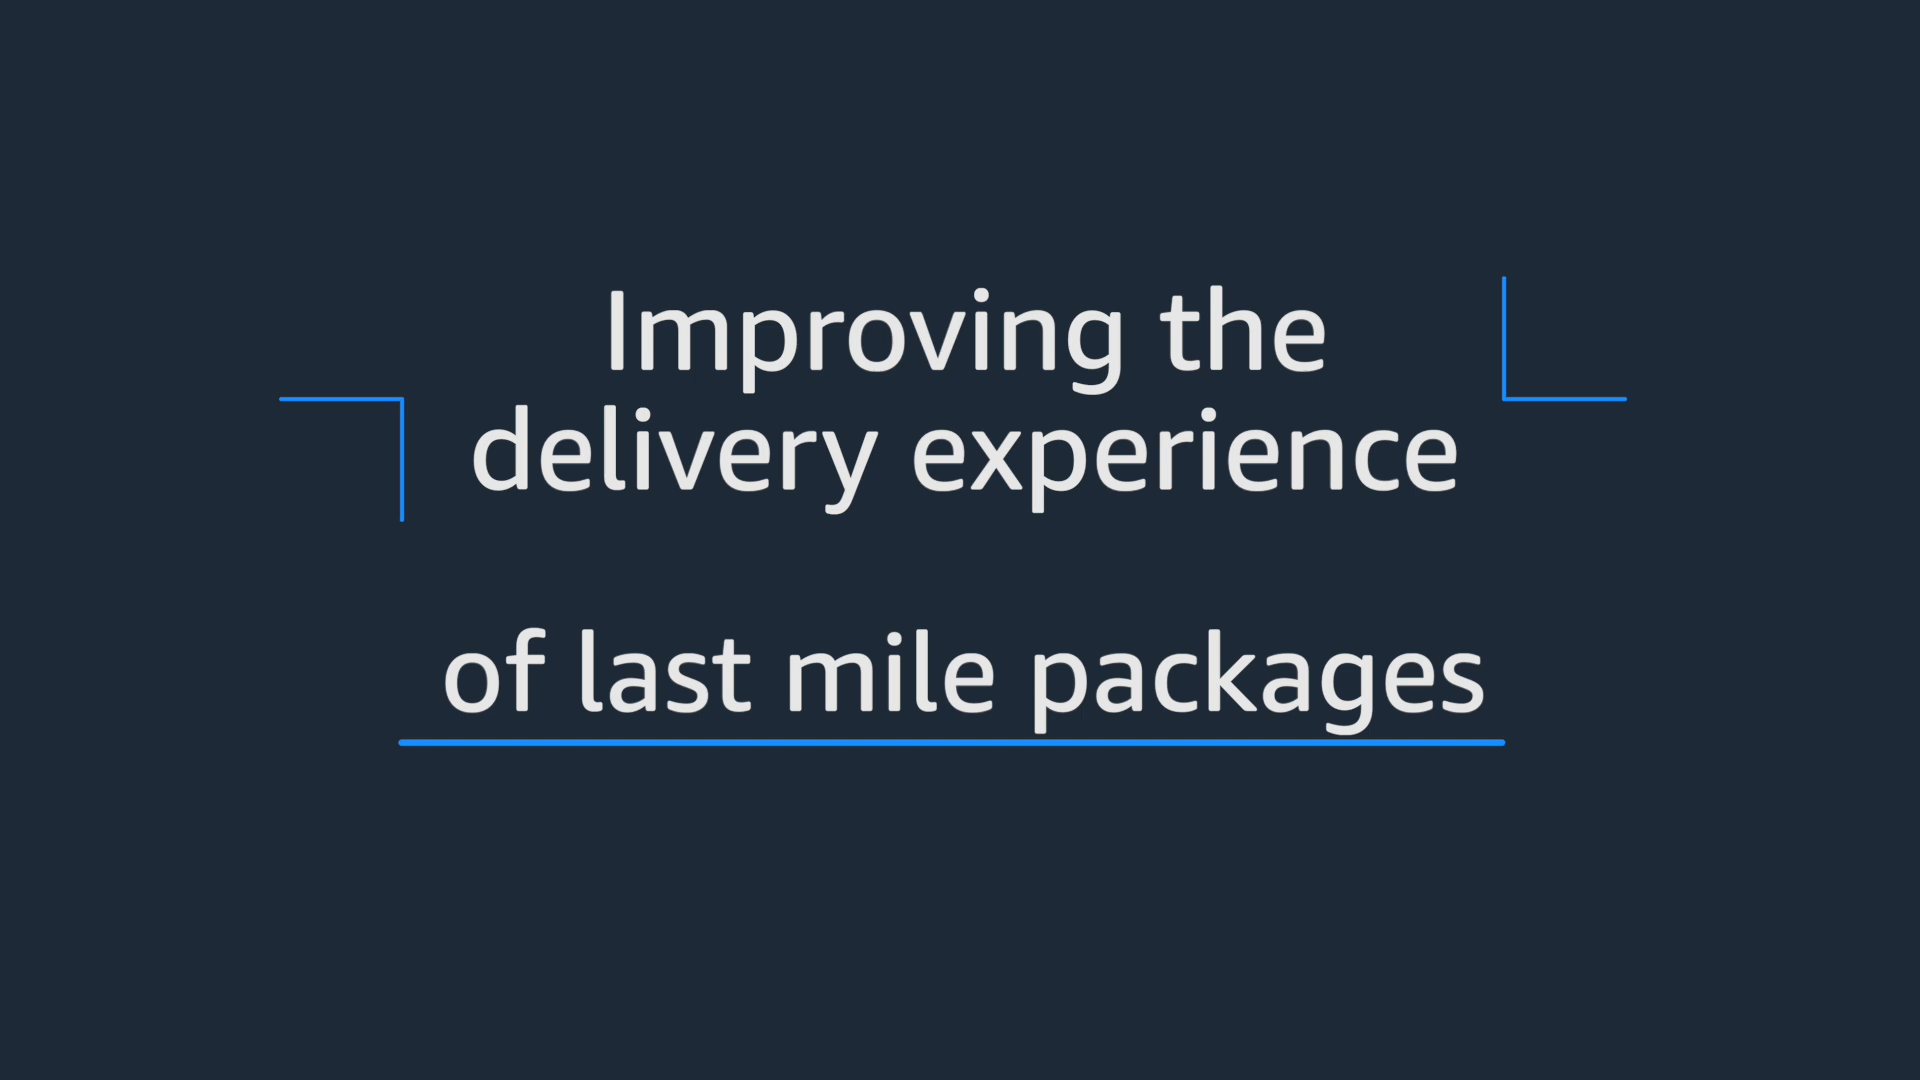 Improving the
delivery experience
of last mile packages